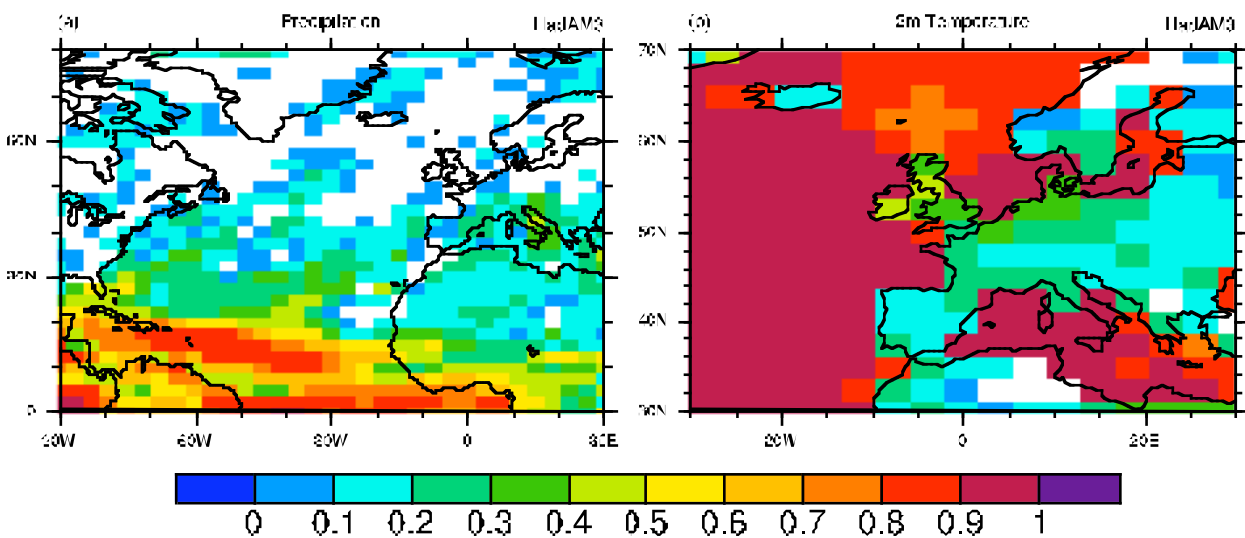 (a) Precipitation HadAM3
(b) 2m Temperature HadAM3
60N
30N
0
90W 60W 30W 0 30E
70N
60N
50N
40N
30N
20W 0 20E
0 0.1 0.2 0.3 0.4 0.5 0.6 0.7 0.8 0.9 1